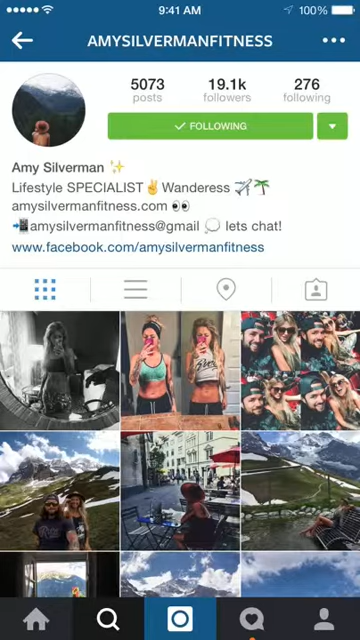 9:41 AM 100%
AMYSILVERMANFITNESS
5073 19.1k 276
posts followers following
✓ FOLLOWING
Amy Silverman ✨
Lifestyle SPECIALIST✌️Wanderess ✈️🌴
amysilvermanfitness.com 👀
📲amysilvermanfitness@gmail 💭 lets chat!
www.facebook.com/amysilvermanfitness